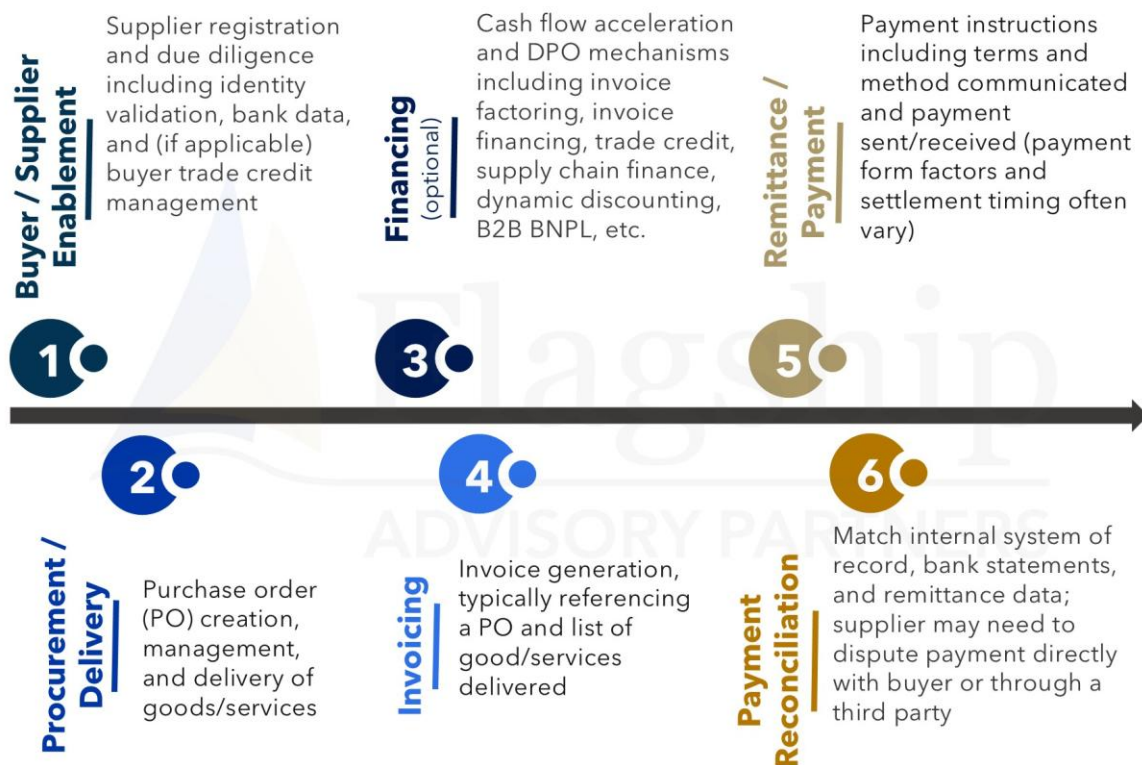 Buyer / Supplier
Enablement
Supplier registration
and due diligence
including identity
validation, bank data,
and (if applicable)
buyer trade credit
management
Financing
(optional)
Cash flow acceleration
and DPO mechanisms
including invoice
factoring, invoice
financing, trade credit,
supply chain finance,
dynamic discounting,
B2B BNPL, etc.
Remittance /
Payment
Payment instructions
including terms and
method communicated
and payment
sent/received (payment
form factors and
settlement timing often
vary)
1
3
5
Flagship
ADVISORY PARTNERS
2
4
6
Procurement /
Delivery
Purchase order
(PO) creation,
management,
and delivery of
goods/services
Invoicing
Invoice generation,
typically referencing
a PO and list of
good/services
delivered
Payment
Reconciliation
Match internal system of
record, bank statements,
and remittance data;
supplier may need to
dispute payment directly
with buyer or through a
third party